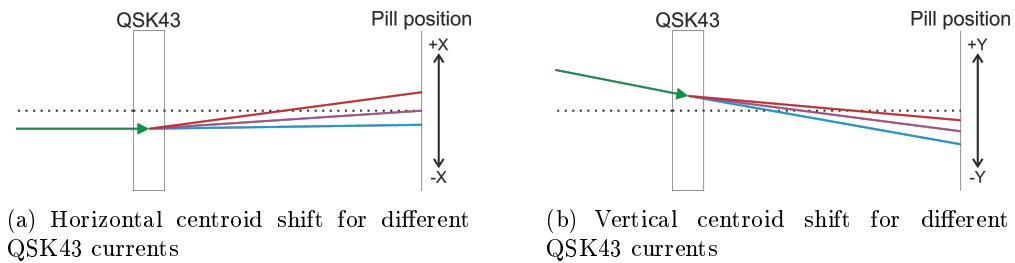 QSK43
Pill position
+X
-X
(a) Horizontal centroid shift for different
QSK43 currents
QSK43
Pill position
+Y
-Y
(b) Vertical centroid shift for different
QSK43 currents